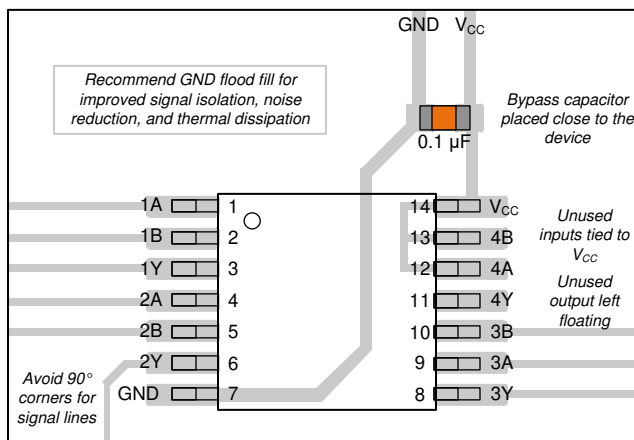 GND VCC
Recommend GND flood fill for
improved signal isolation, noise
reduction, and thermal dissipation
Bypass capacitor
placed close to the
device
0.1 µF
1A 1 14 VCC
1B 2 13 4B
1Y 3 12 4A
2A 4 11 4Y
2B 5 10 3B
2Y 6 9 3A
GND 7 8 3Y
Unused
inputs tied to
VCC
Unused
output left
floating
Avoid 90°
corners for
signal lines